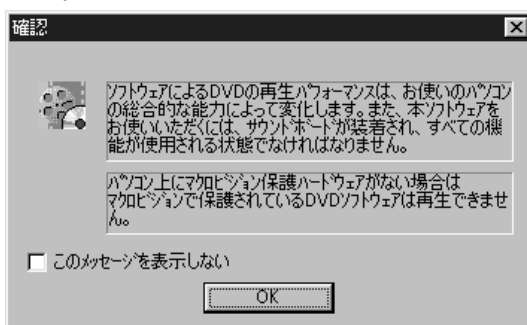 確認
ソフトウェアによるDVDの再生パフォーマンスは、お使いのパソコン
の総合的な能力によって変化します。また、本ソフトウェアを
お使いいただくには、サウンドボードが装着され、すべての機
能が使用される状態でなければなりません。
パソコン上にマクロビジョン保護ハードウェアがない場合は
マクロビジョンで保護されているDVDソフトウェアは再生できませ
ん。
このメッセージを表示しない
OK